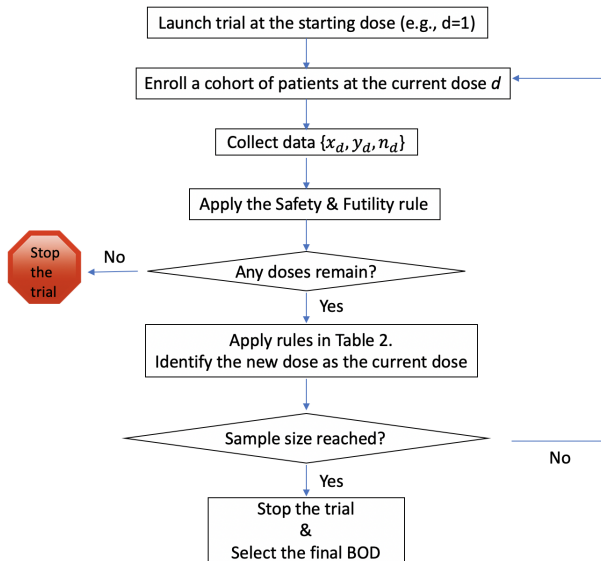 Launch trial at the starting dose (e.g., d=1)
Enroll a cohort of patients at the current dose d
Collect data {x_d, y_d, n_d}
Apply the Safety & Futility rule
Stop
the
trial
No
Any doses remain?
Yes
Apply rules in Table 2.
Identify the new dose as the current dose
Sample size reached?
No
Yes
Stop the trial
&
Select the final BOD